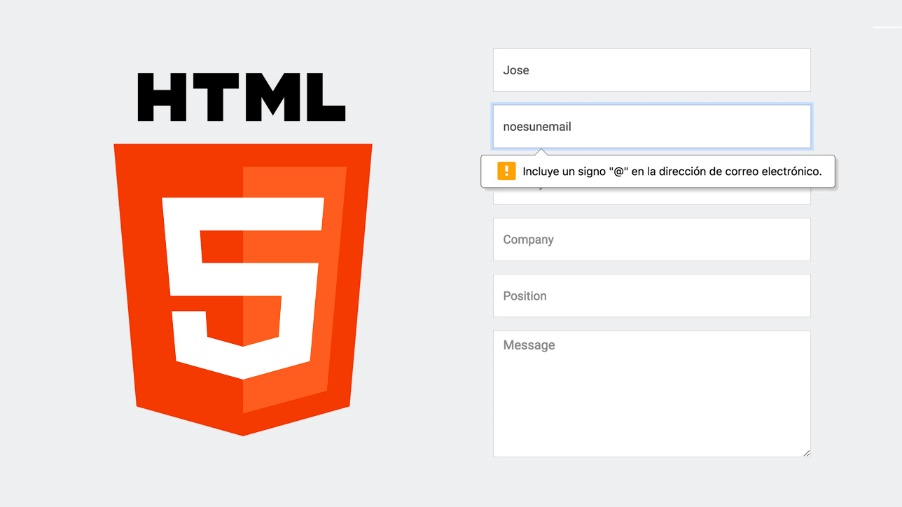 HTML
5
Jose
noesunemail
Incluye un signo "@" en la dirección de correo electrónico.
Company
Position
Message